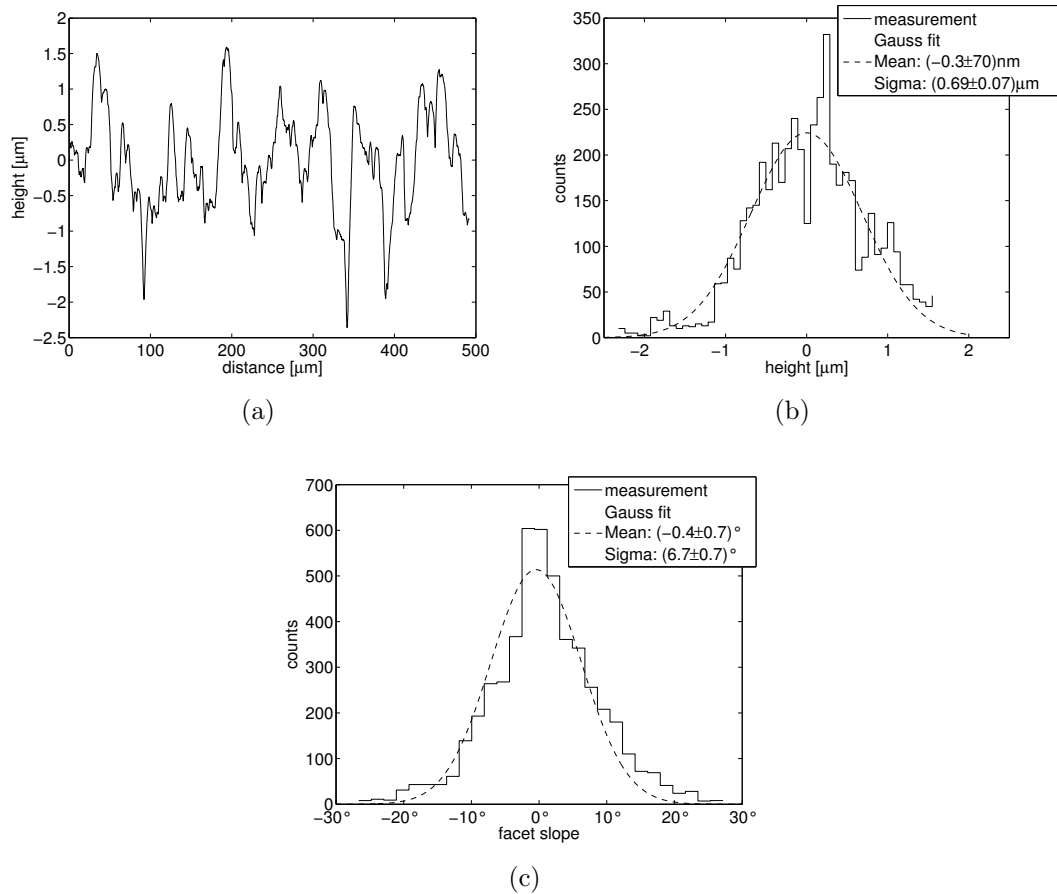 2
1.5
1
0.5
0
−0.5
−1
−1.5
−2
−2.5
height [μm]
0 100 200 300 400 500
distance [μm]
(a)
350
300
250
200
150
100
50
0
counts
measurement
Gauss fit
Mean: (−0.3±70)nm
Sigma: (0.69±0.07)μm
−2 −1 0 1 2
height [μm]
(b)
700
600
500
400
300
200
100
0
counts
measurement
Gauss fit
Mean: (−0.4±0.7)°
Sigma: (6.7±0.7)°
−30° −20° −10° 0° 10° 20° 30°
facet slope
(c)